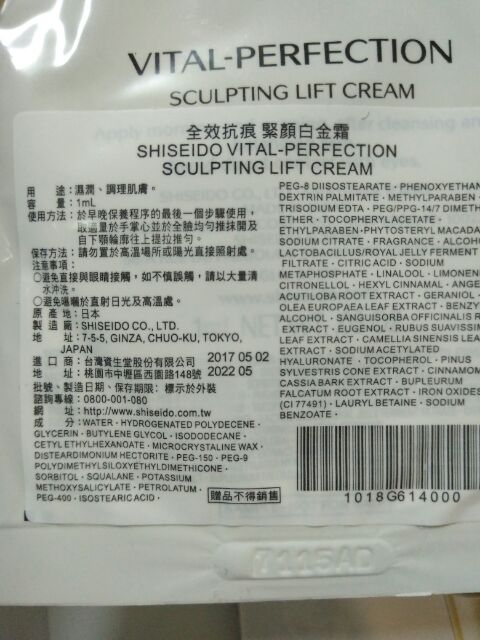 VITAL-PERFECTION
SCULPTING LIFT CREAM
全效抗痕 緊顏白金霜
SHISEIDO VITAL-PERFECTION
SCULPTING LIFT CREAM
用 途：濕潤、調理肌膚。
容 量：1mL
使用方法：於早晚保養程序的最後一個步驟使用，
取適量於手掌心並於全臉均勻推抹開及
自下顎輪廓往上提拉推勻。
保存方法：請勿置於高溫場所或陽光直接照射處。
注意事項：
○避免直接與眼睛接觸，如不慎誤觸，請以大量清
水沖洗。
○避免曝曬於直射日光及高溫處。
原 產 地：日本
製 造 廠：SHISEIDO CO., LTD.
地 址：7-5-5, GINZA, CHUO-KU, TOKYO,
JAPAN
進 口 商：台灣資生堂股份有限公司 2017 05 02
地 址：桃園市中壢區西園路148號 2022 05
批號、製造日期、保存期限：標示於外裝
諮詢專線：0800-001-080
網 址：http://www.shiseido.com.tw
成 分：WATER · HYDROGENATED POLYDECENE ·
GLYCERIN · BUTYLENE GLYCOL · ISODODECANE ·
CETYL ETHYLHEXANOATE · MICROCRYSTALINE WAX ·
DISTEARDIMONIUM HECTORITE · PEG-150 · PEG-9
POLYDIMETHYLSILOXYETHYL DIMETHICONE ·
SORBITOL · SQUALANE · POTASSIUM
METHOXYSALICYLATE · PETROLATUM ·
PEG-400 · ISOSTEARIC ACID ·
贈品不得銷售
PEG-8 DIISOSTEARATE · PHENOXYETHAN
DEXTRIN PALMITATE · METHYLPARABEN ·
TRISODIUM EDTA · PEG/PPG-14/7 DIMETH
ETHER · TOCOPHERYL ACETATE ·
ETHYLPARABEN · PHYTOSTERYL MACADA
SODIUM CITRATE · FRAGRANCE · ALCOHO
LACTOBACILLUS/ROYAL JELLY FERMENT
FILTRATE · CITRIC ACID · SODIUM
METAPHOSPHATE · LINALOOL · LIMONEN
CITRONELLOL · HEXYL CINNAMAL · ANGE
ACUTILOBA ROOT EXTRACT · GERANIOL ·
OLEA EUROPAEA LEAF EXTRACT · BENZY
ALCOHOL · SANGUISORBA OFFICINALIS R
EXTRACT · EUGENOL · RUBUS SUAVISSIM
LEAF EXTRACT · CAMELLIA SINENSIS LEA
EXTRACT · SODIUM ACETYLATED
HYALURONATE · TOCOPHEROL · PINUS
SYLVESTRIS CONE EXTRACT · CINNAMOM
CASSIA BARK EXTRACT · BUPLEURUM
FALCATUM ROOT EXTRACT · IRON OXIDES
(CI 77491) · LAURYL BETAINE · SODIUM
BENZOATE ·
1018G614000
7115AD